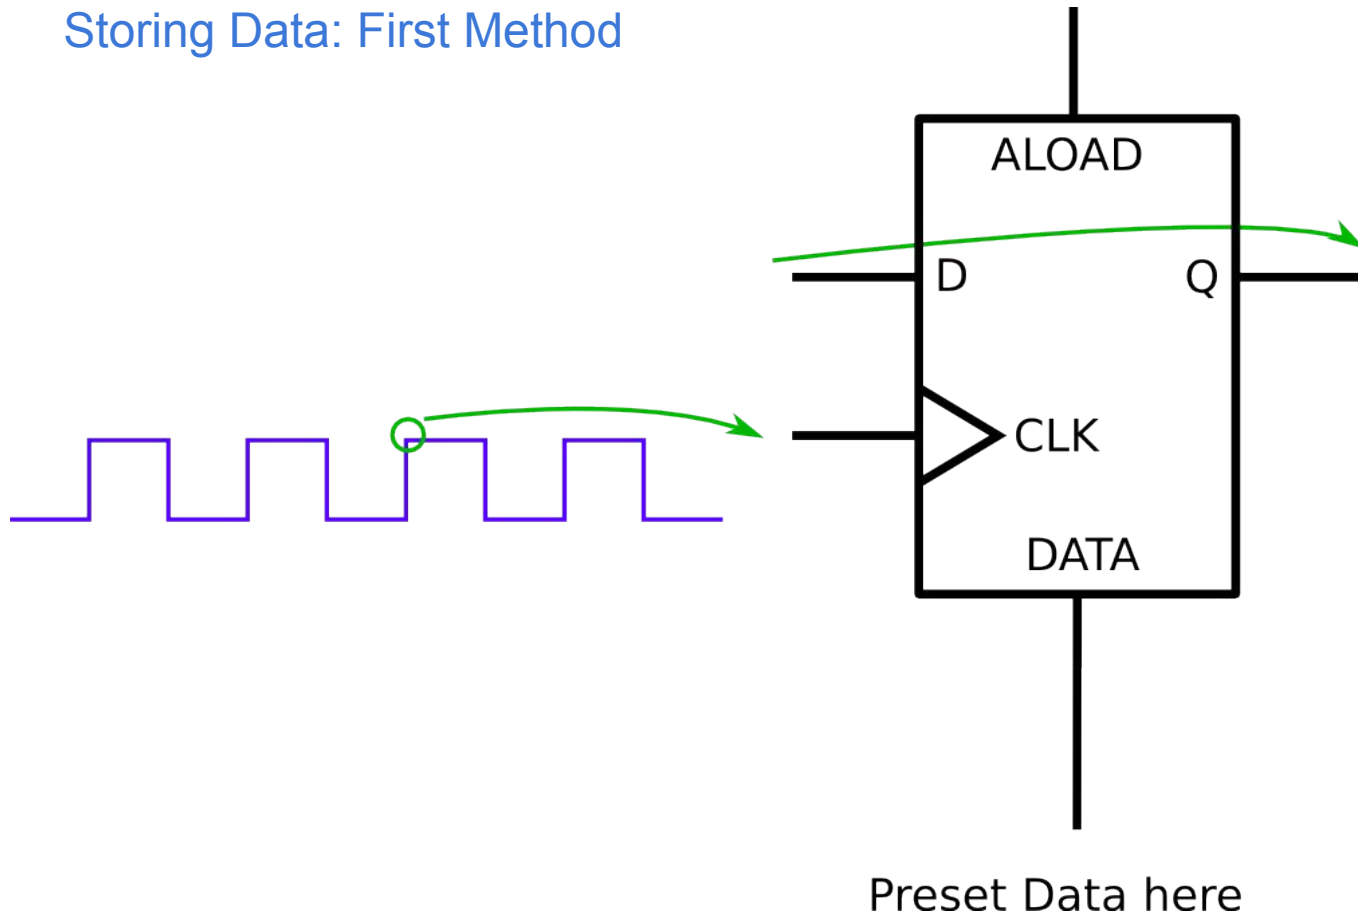 Storing Data: First Method
ALOAD
D
Q
CLK
DATA
Preset Data here